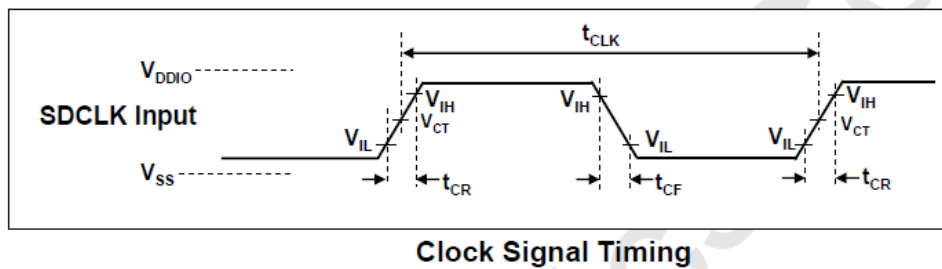 tCLK
VDDIO
SDCLK Input
VIH
VCT
VIL
VIH
VIL
VIH
VCT
VIL
VSS
tCR
tCF
tCR
Clock Signal Timing